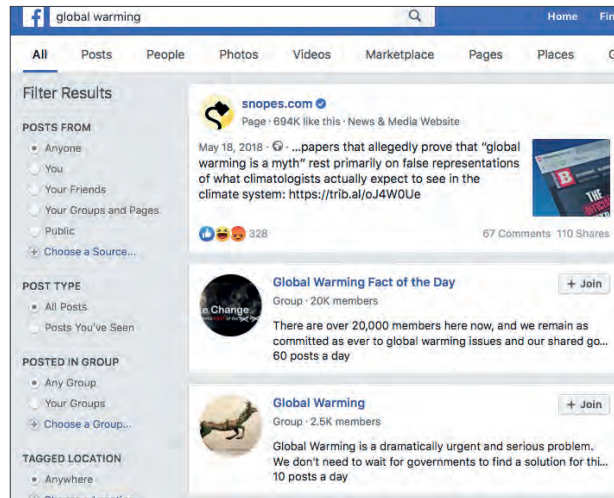 f global warming
Home Fin
All Posts People Photos Videos Marketplace Pages Places G
Filter Results
POSTS FROM
Anyone
You
Your Friends
Your Groups and Pages
Public
Choose a Source...
POST TYPE
All Posts
Posts You've Seen
POSTED IN GROUP
Any Group
Your Groups
Choose a Group...
TAGGED LOCATION
Anywhere
snopes.com
Page · 694K like this · News & Media Website
May 18, 2018 · ...papers that allegedly prove that “global
warming is a myth” rest primarily on false representations
of what climatologists actually expect to see in the
climate system: https://trib.al/oJ4W0Ue
B
THE
328
67 Comments 110 Shares
Global Warming Fact of the Day
+ Join
e Change
Group · 20K members
There are over 20,000 members here now, and we remain as
committed as ever to global warming issues and our shared go...
60 posts a day
Global Warming
+ Join
Group · 2.5K members
Global Warming is a dramatically urgent and serious problem.
We don't need to wait for governments to find a solution for thi...
10 posts a day